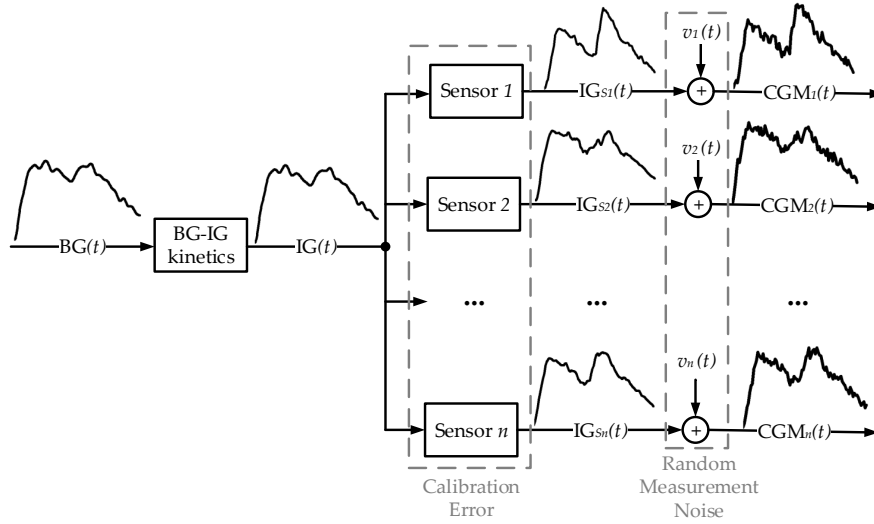 v1(t)
Sensor 1
IGS1(t)
+
CGM1(t)
v2(t)
Sensor 2
IGS2(t)
+
CGM2(t)
BG(t)
BG-IG
kinetics
IG(t)
...
...
...
vn(t)
Sensor n
IGSn(t)
+
CGMn(t)
Calibration
Error
Random
Measurement
Noise